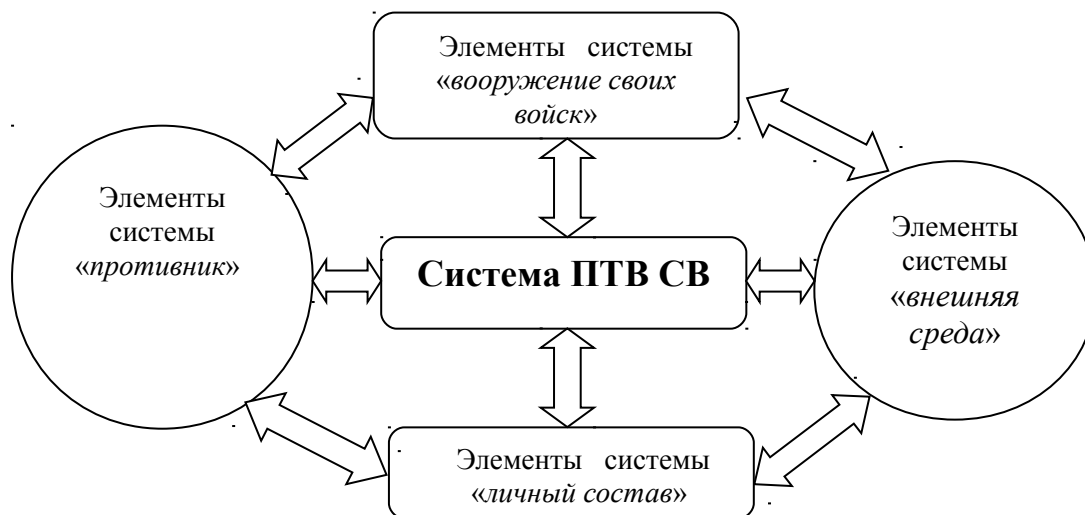 Элементы системы
«вооружение своих
войск»
Элементы
системы
«противник»
Система ПТВ СВ
Элементы
системы
«внешняя
среда»
Элементы системы
«личный состав»